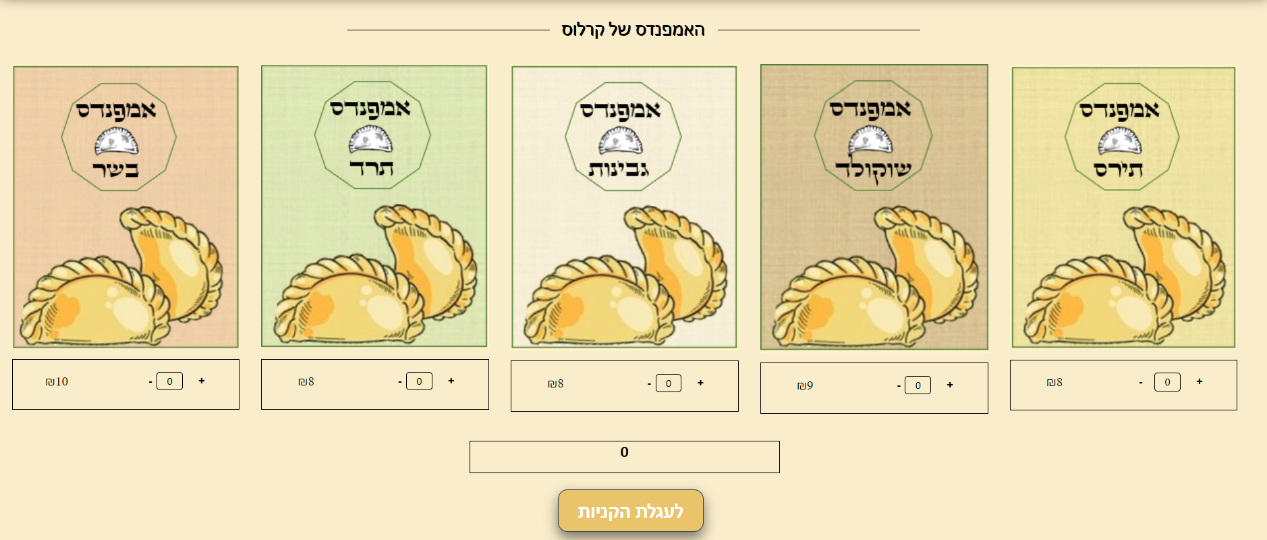 האמפנדס של קרלוס
אמפנדס
תירס
אמפנדס
שוקולד
אמפנדס
גבינות
אמפנדס
תרד
אמפנדס
בשר
+ 0 - ₪8
+ 0 - ₪9
+ 0 - ₪8
+ 0 - ₪8
+ 0 - ₪10
0
לעגלת הקניות